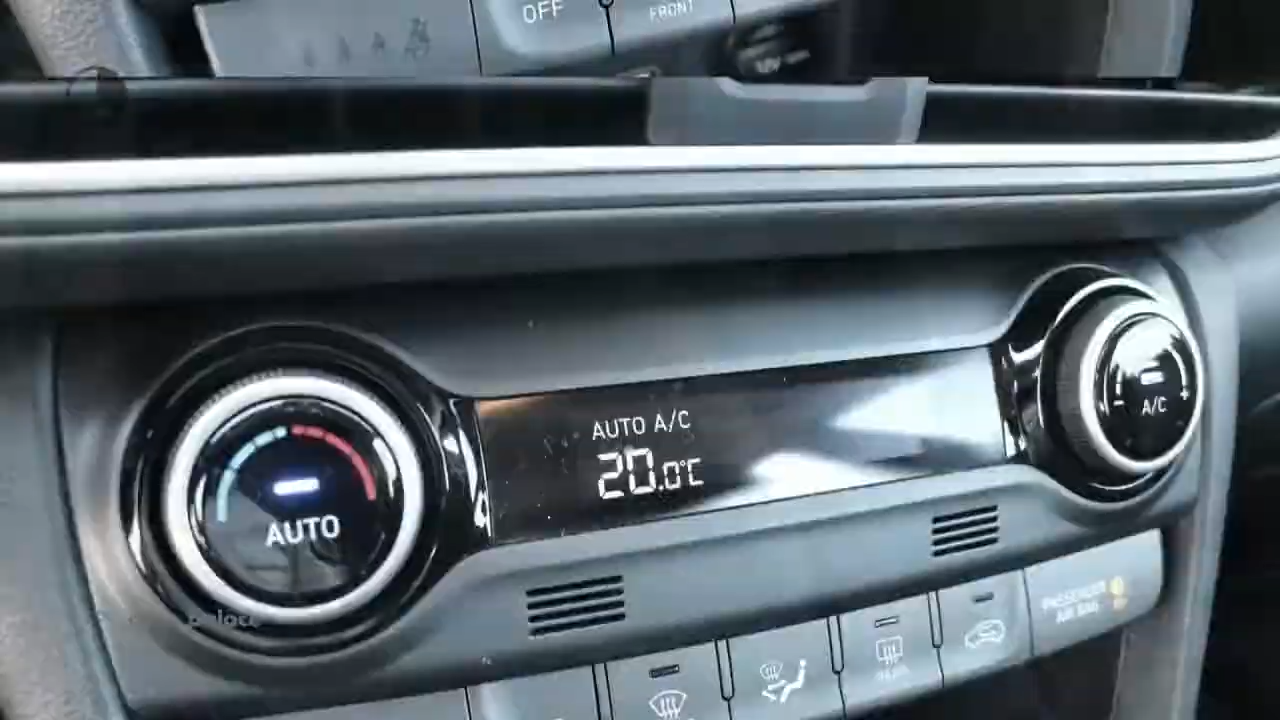 OFF
FRONT
AUTO A/C
20.0°C
AUTO
A/C
PASSENGER
AIR BAG